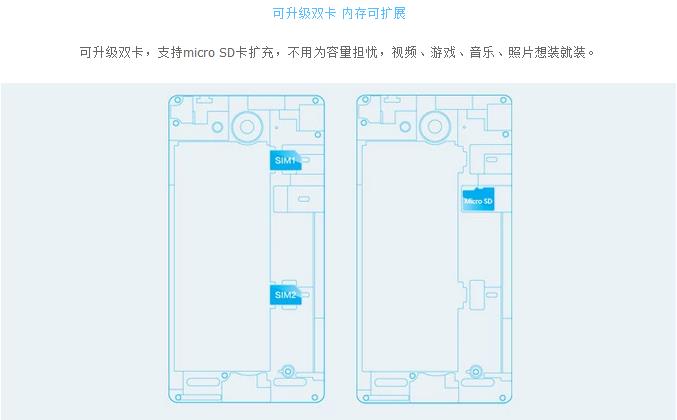 可升级双卡 内存可扩展
可升级双卡，支持micro SD卡扩充，不用为容量担忧，视频、游戏、音乐、照片想装就装。
SIM1
Micro SD
SIM2